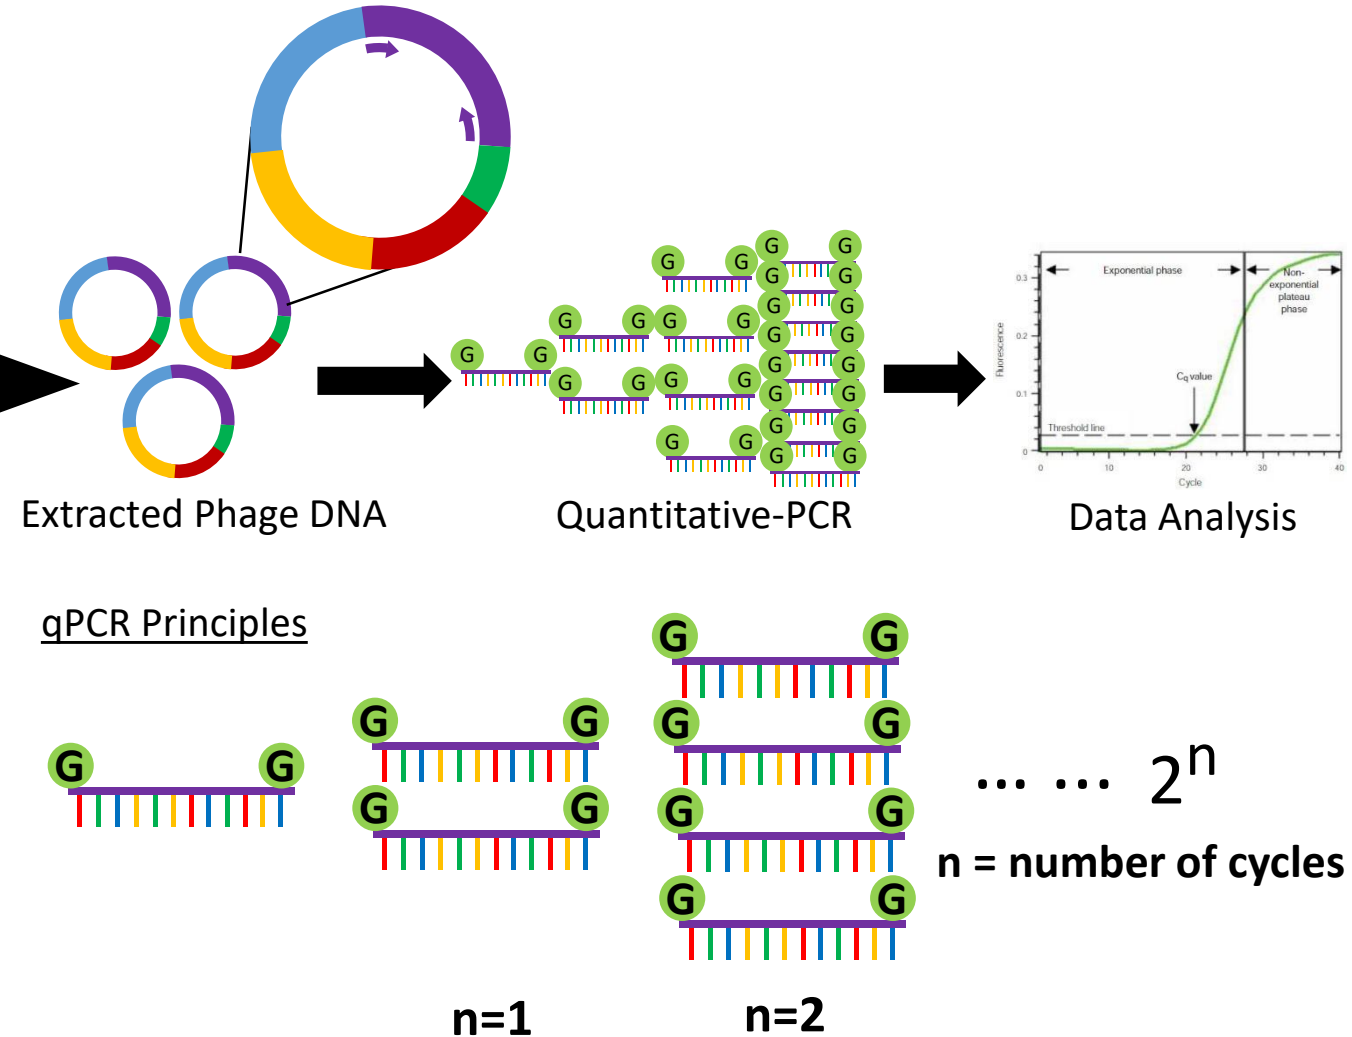 G G G G
G G G G
G G G G G G
G G G G
G G G G G G
G G G G
G G G G
G G
Extracted Phage DNA
Quantitative-PCR
Exponential phase
Non-
exponential
plateau
phase
Cq value
Threshold line
Fluorescence
0.3
0.2
0.1
0
0 10 20 30 40
Cycle
Data Analysis
qPCR Principles
G G
G G
G G
G G
G G
G G
G G
... ... 2ⁿ
n = number of cycles
n=1
n=2